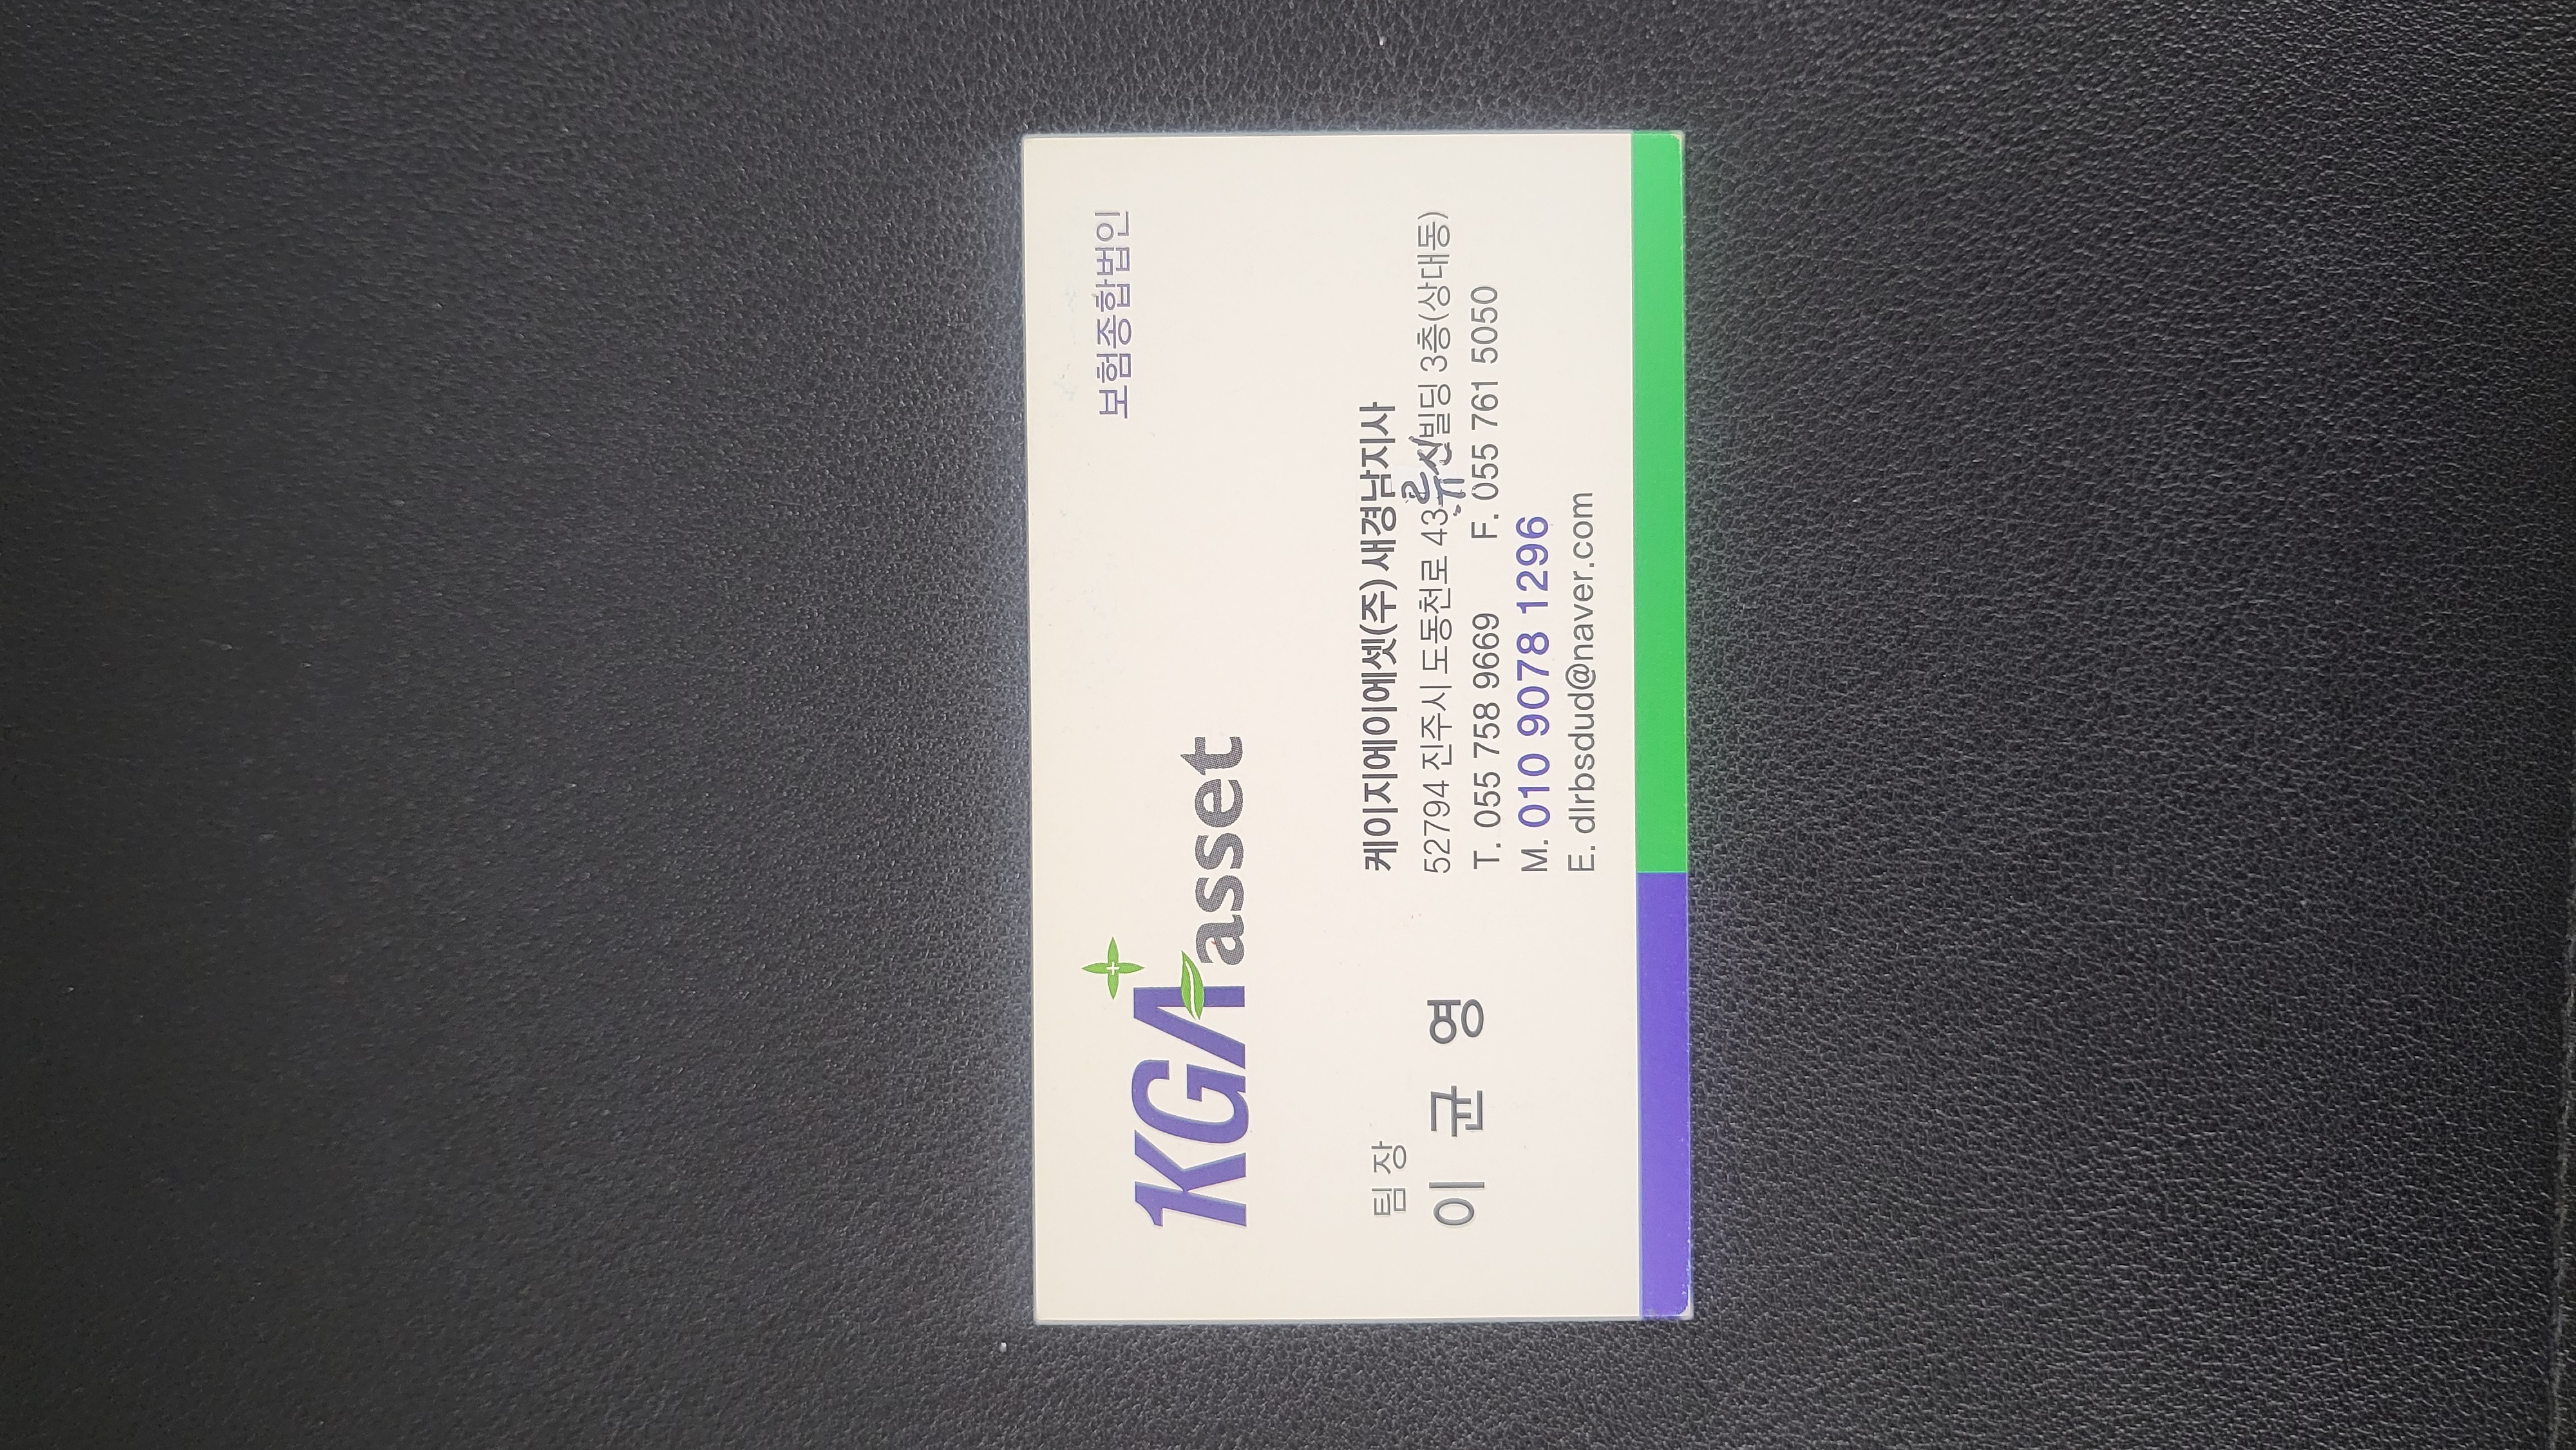 보험종합법인
KGA asset
팀장
이균영
케이지에이에셋(주) 새경남지사
52794 진주시 도동천로 43 류신빌딩 3층(상대동)
T. 055 758 9669 F. 055 761 5050
M. 010 9078 1296
E. dlrbsdud@naver.com